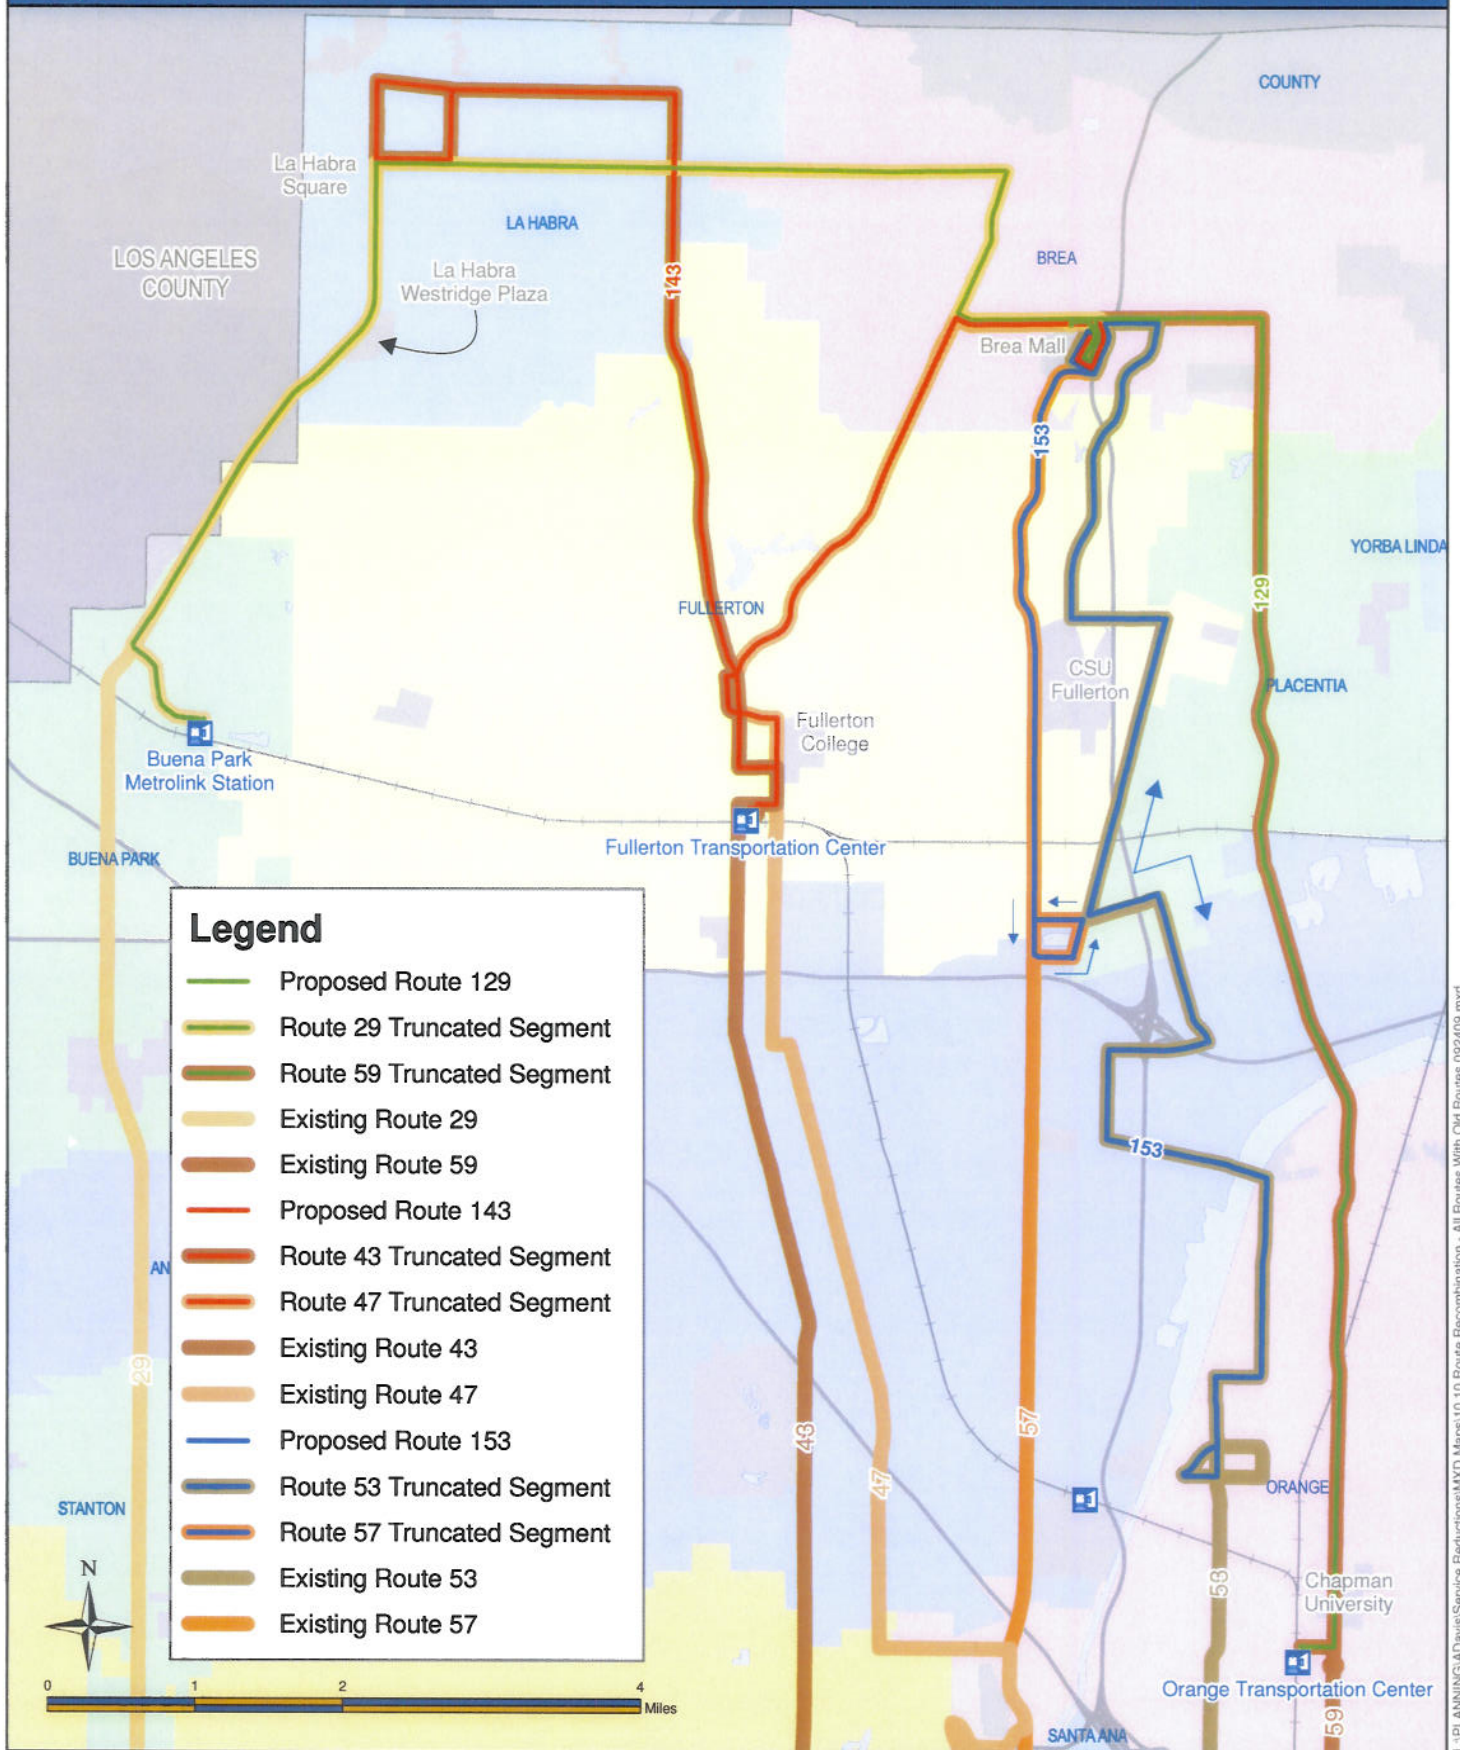 COUNTY
La Habra
Square
LA HABRA
LOS ANGELES
COUNTY
La Habra
Westridge Plaza
143
BREA
Brea Mall
153
YORBA LINDA
129
FULLERTON
CSU
Fullerton
PLACENTIA
Fullerton
College
Buena Park
Metrolink Station
Fullerton Transportation Center
BUENA PARK
Legend
Proposed Route 129
Route 29 Truncated Segment
Route 59 Truncated Segment
Existing Route 29
Existing Route 59
Proposed Route 143
Route 43 Truncated Segment
Route 47 Truncated Segment
Existing Route 43
Existing Route 47
Proposed Route 153
Route 53 Truncated Segment
Route 57 Truncated Segment
Existing Route 53
Existing Route 57
153
AN
29
43
47
57
ORANGE
STANTON
53
Chapman
University
N
0 1 2 4
Miles
Orange Transportation Center
59
SANTA ANA